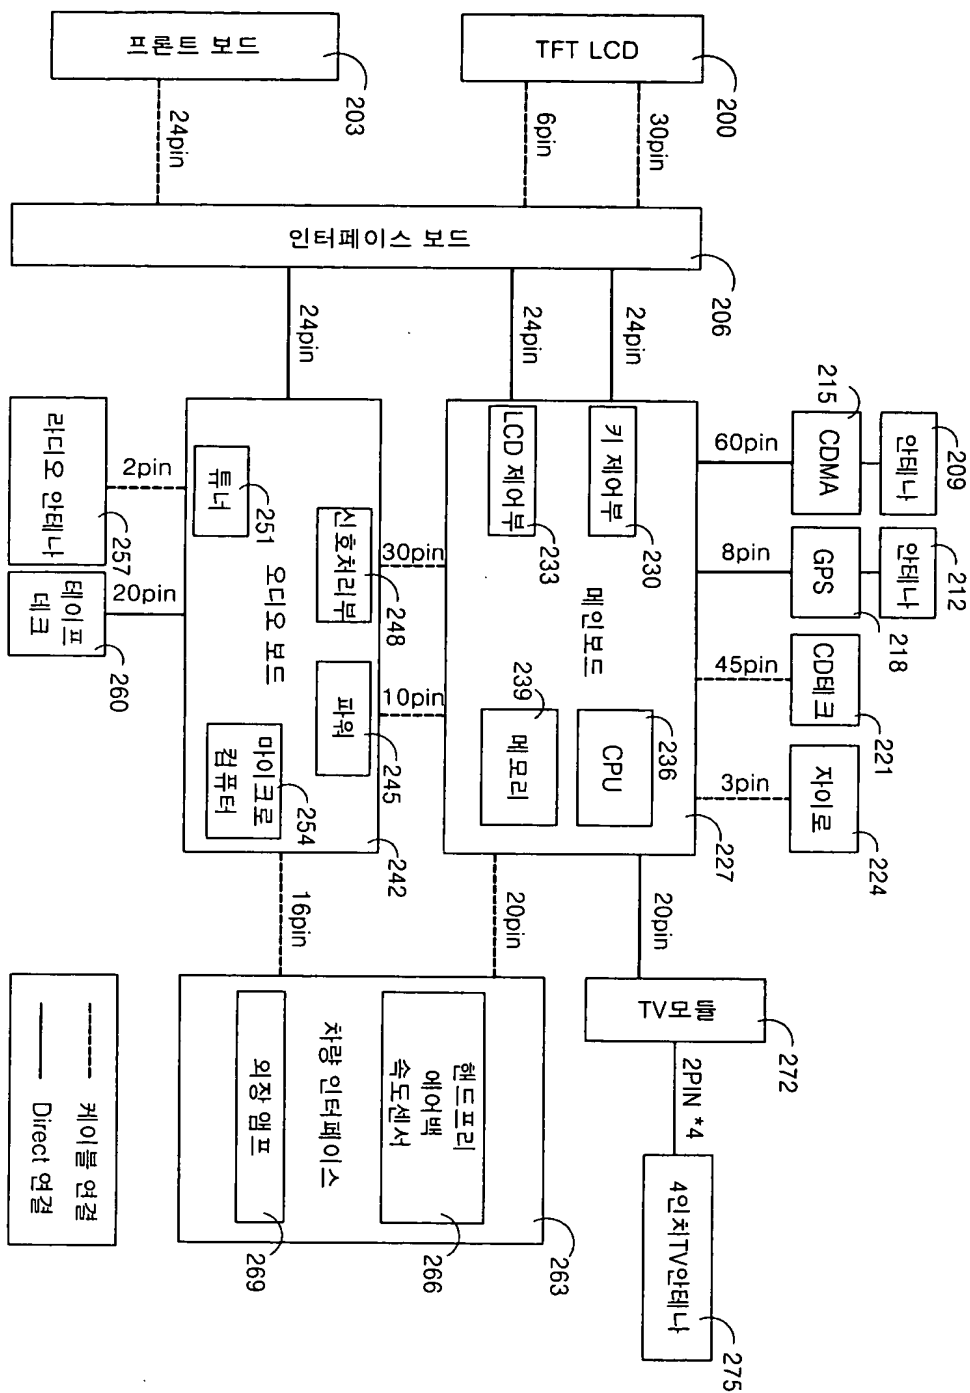 프론트 보드
203
24pin
TFT LCD
200
6pin
30pin
인터페이스 보드
206
24pin
24pin
24pin
215
CDMA
안테나
209
60pin
GPS
안테나
212
8pin
218
CD테크
45pin
221
자이로
3pin
224
키 제어부
230
LCD 제어부
233
메인보드
CPU
236
메모리
239
227
30pin
10pin
오디오 보드
튜너
251
신호처리부
248
파워
245
마이크로
컴퓨터
254
242
2pin
라디오 안테나
257
20pin
테이프
데크
260
16pin
20pin
20pin
TV모듈
272
2PIN *4
4인치TV안테나
275
차량 인터페이스
263
핸드프리
에어백
속도센서
266
외장 앰프
269
케이블 연결
Direct 연결